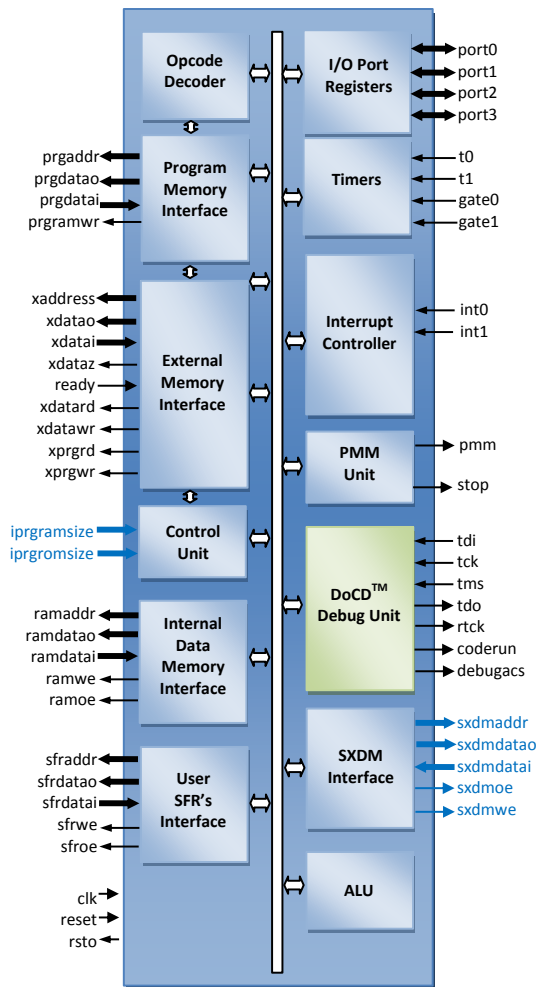 Opcode
Decoder
prgaddr
prgdatao
prgdatai
prgramwr
Program
Memory
Interface
xaddress
xdatao
xdatai
xdataz
ready
xdatard
xdatawr
xprgrd
xprgwr
External
Memory
Interface
iprgramsize
iprgromsize
Control
Unit
ramaddr
ramdatao
ramdatai
ramwe
ramoe
Internal
Data
Memory
Interface
sfraddr
sfrdatao
sfrdatai
sfrwe
sfroe
User
SFR's
Interface
clk
reset
rsto
I/O Port
Registers
port0
port1
port2
port3
Timers
t0
t1
gate0
gate1
Interrupt
Controller
int0
int1
PMM
Unit
pmm
stop
DoCD™
Debug Unit
tdi
tck
tms
tdo
rtck
coderun
debugacs
SXDM
Interface
sxdmaddr
sxdmdatao
sxdmdatai
sxdmoe
sxdmwe
ALU